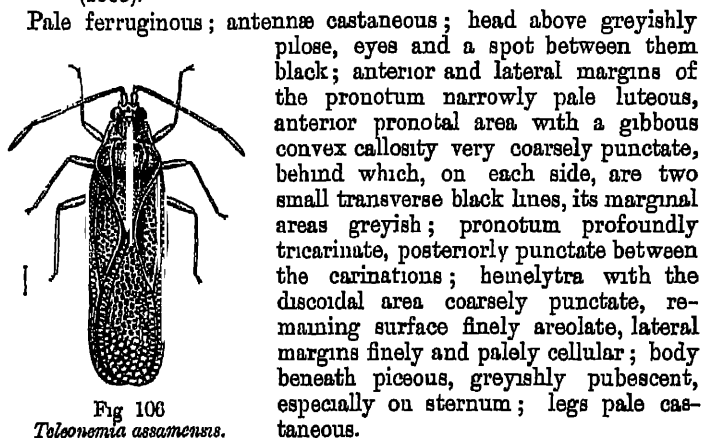 Pale ferruginous; antennæ castaneous; head above greyishly
pilose, eyes and a spot between them
black; anterior and lateral margins of
the pronotum narrowly pale luteous,
anterior pronotal area with a gibbous
convex callosity very coarsely punctate,
behind which, on each side, are two
small transverse black lines, its marginal
areas greyish; pronotum profoundly
tricarinate, posteriorly punctate between
the carinations; hemelytra with the
discoidal area coarsely punctate, re-
maining surface finely areolate, lateral
margins finely and palely cellular; body
beneath piceous, greyishly pubescent,
especially on sternum; legs pale cas-
taneous.
Fig 106
Teleonemia assamensis.